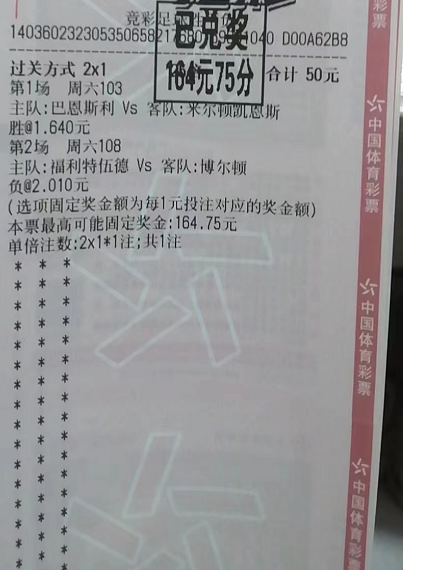 竞彩足
已兑奖
164元75分
D00A62B8
过关方式 2x1 合计 50元
第1场 周六103
主队:巴恩斯利 Vs 客队:米尔顿凯恩斯
胜@1.640元
第2场 周六108
主队:福利特伍德 Vs 客队:博尔顿
负@2.010元
(选项固定奖金额为每1元投注对应的奖金额)
本票最高可能固定奖金:164.75元
单倍注数:2x1*1注;共1注
彩票
中国体育彩票
中国体育彩票
中国体育彩票